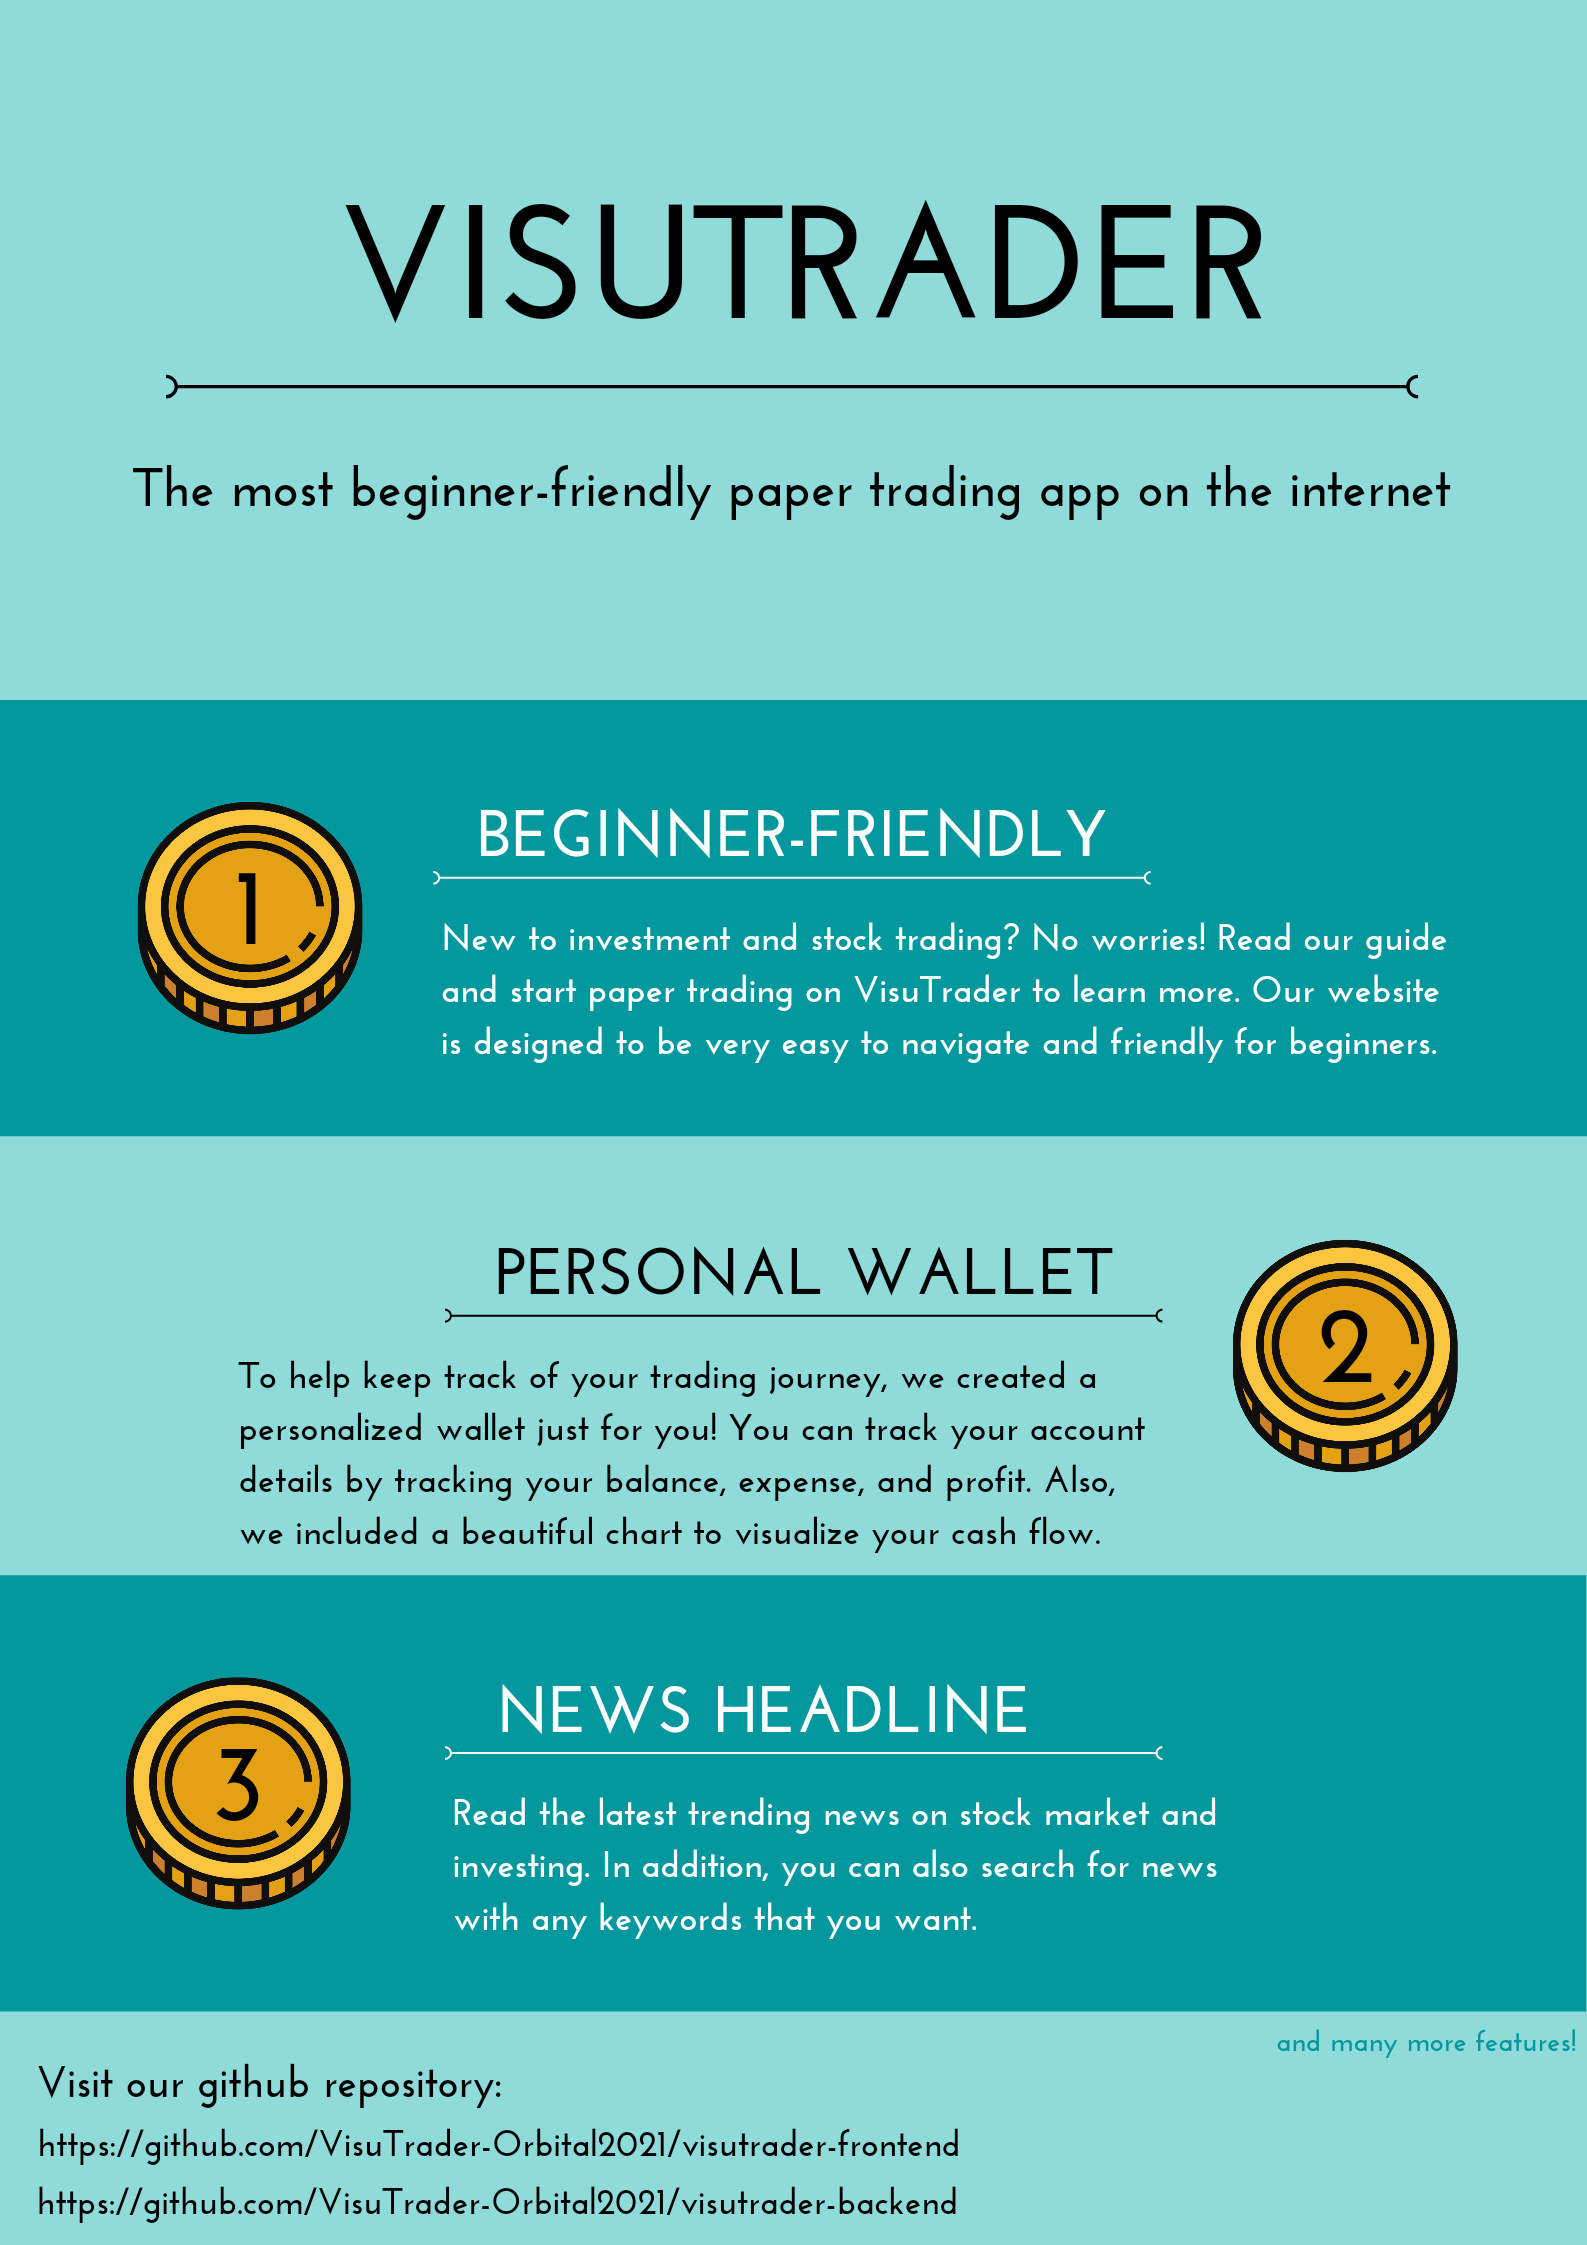 VISUTRADER
The most beginner-friendly paper trading app on the internet
1
BEGINNER-FRIENDLY
New to investment and stock trading? No worries! Read our guide
and start paper trading on VisuTrader to learn more. Our website
is designed to be very easy to navigate and friendly for beginners.
PERSONAL WALLET
2
To help keep track of your trading journey, we created a
personalized wallet just for you! You can track your account
details by tracking your balance, expense, and profit. Also,
we included a beautiful chart to visualize your cash flow.
3
NEWS HEADLINE
Read the latest trending news on stock market and
investing. In addition, you can also search for news
with any keywords that you want.
and many more features!
Visit our github repository:
https://github.com/VisuTrader-Orbital2021/visutrader-frontend
https://github.com/VisuTrader-Orbital2021/visutrader-backend